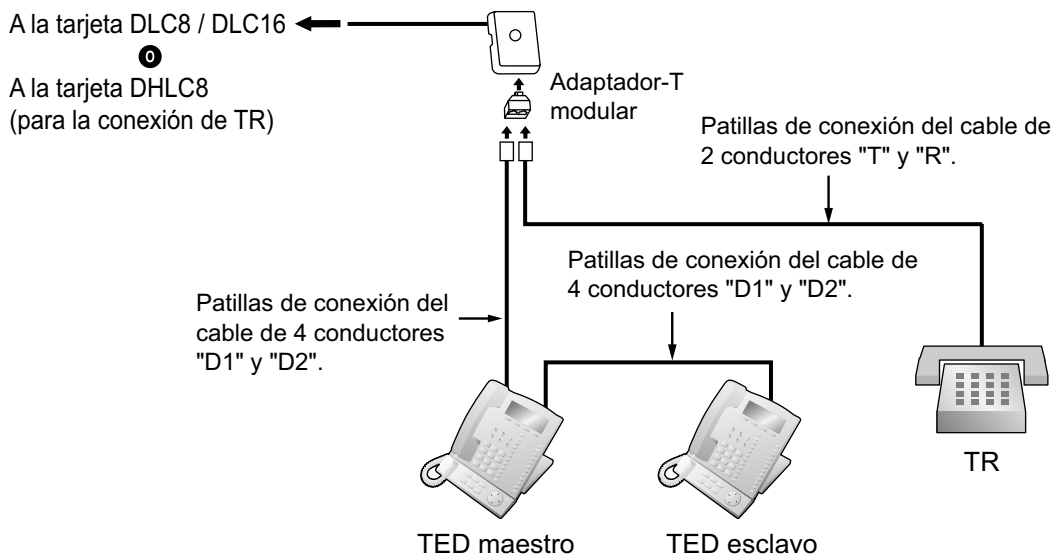 A la tarjeta DLC8 / DLC16
O
A la tarjeta DHLC8
(para la conexión de TR)
Adaptador-T
modular
Patillas de conexión del cable de
2 conductores "T" y "R".
Patillas de conexión del cable de
4 conductores "D1" y "D2".
Patillas de conexión del
cable de 4 conductores
"D1" y "D2".
TR
TED maestro
TED esclavo